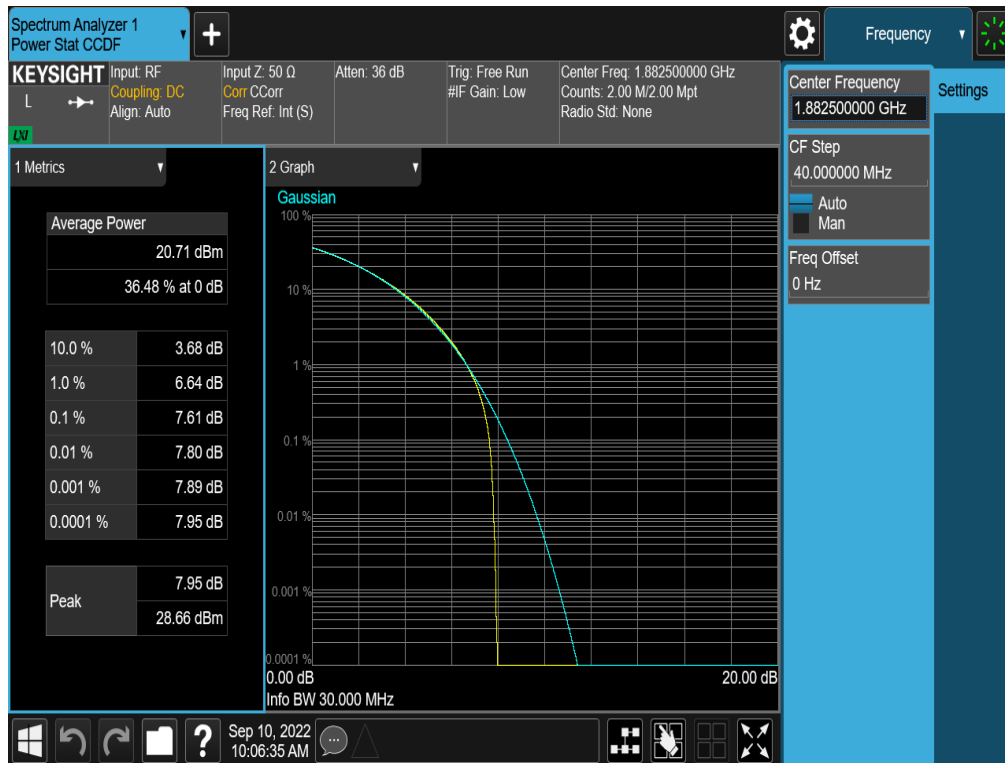 Spectrum Analyzer 1
Power Stat CCDF
+
Frequency
KEYSIGHT
L
LXI
Input: RF
Coupling: DC
Align: Auto
Input Z: 50 Ω
Corr CCorr
Freq Ref: Int (S)
Atten: 36 dB
Trig: Free Run
#IF Gain: Low
Center Freq: 1.882500000 GHz
Counts: 2.00 M/2.00 Mpt
Radio Std: None
Center Frequency
1.882500000 GHz
Settings
CF Step
40.000000 MHz
Auto
Man
Freq Offset
0 Hz
1 Metrics
Average Power
20.71 dBm
36.48 % at 0 dB
10.0 % 3.68 dB
1.0 % 6.64 dB
0.1 % 7.61 dB
0.01 % 7.80 dB
0.001 % 7.89 dB
0.0001 % 7.95 dB
Peak
7.95 dB
28.66 dBm
2 Graph
Gaussian
100 %
10 %
1 %
0.1 %
0.01 %
0.001 %
0.0001 %
0.00 dB 20.00 dB
Info BW 30.000 MHz
?
Sep 10, 2022
10:06:35 AM